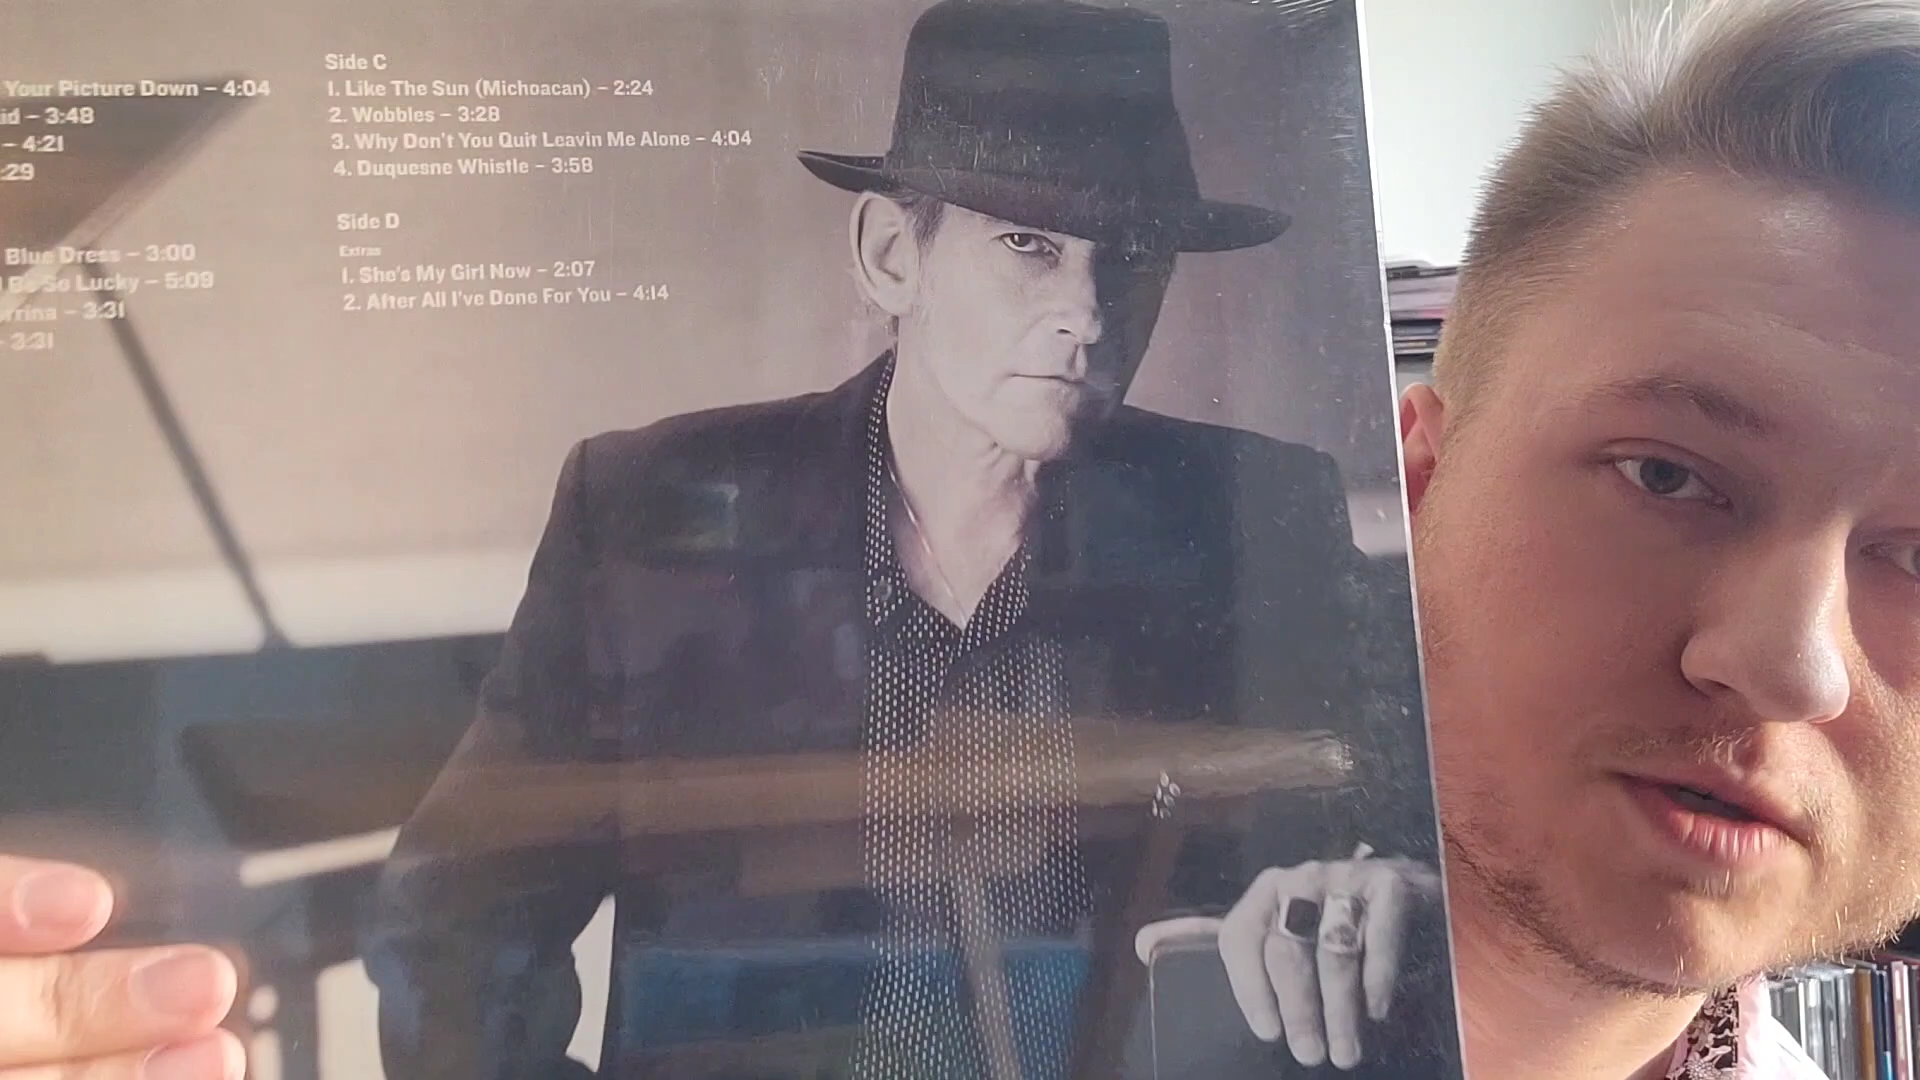 Your Picture Down – 4:04
id – 3:48
– 4:21
:29
Blue Dress – 3:00
Be So Lucky – 5:09
rrina – 3:31
- 3:31
Side C
1. Like The Sun (Michoacan) – 2:24
2. Wobbles – 3:28
3. Why Don't You Quit Leavin Me Alone – 4:04
4. Duquesne Whistle – 3:58
Side D
Extras
1. She's My Girl Now – 2:07
2. After All I've Done For You – 4:14